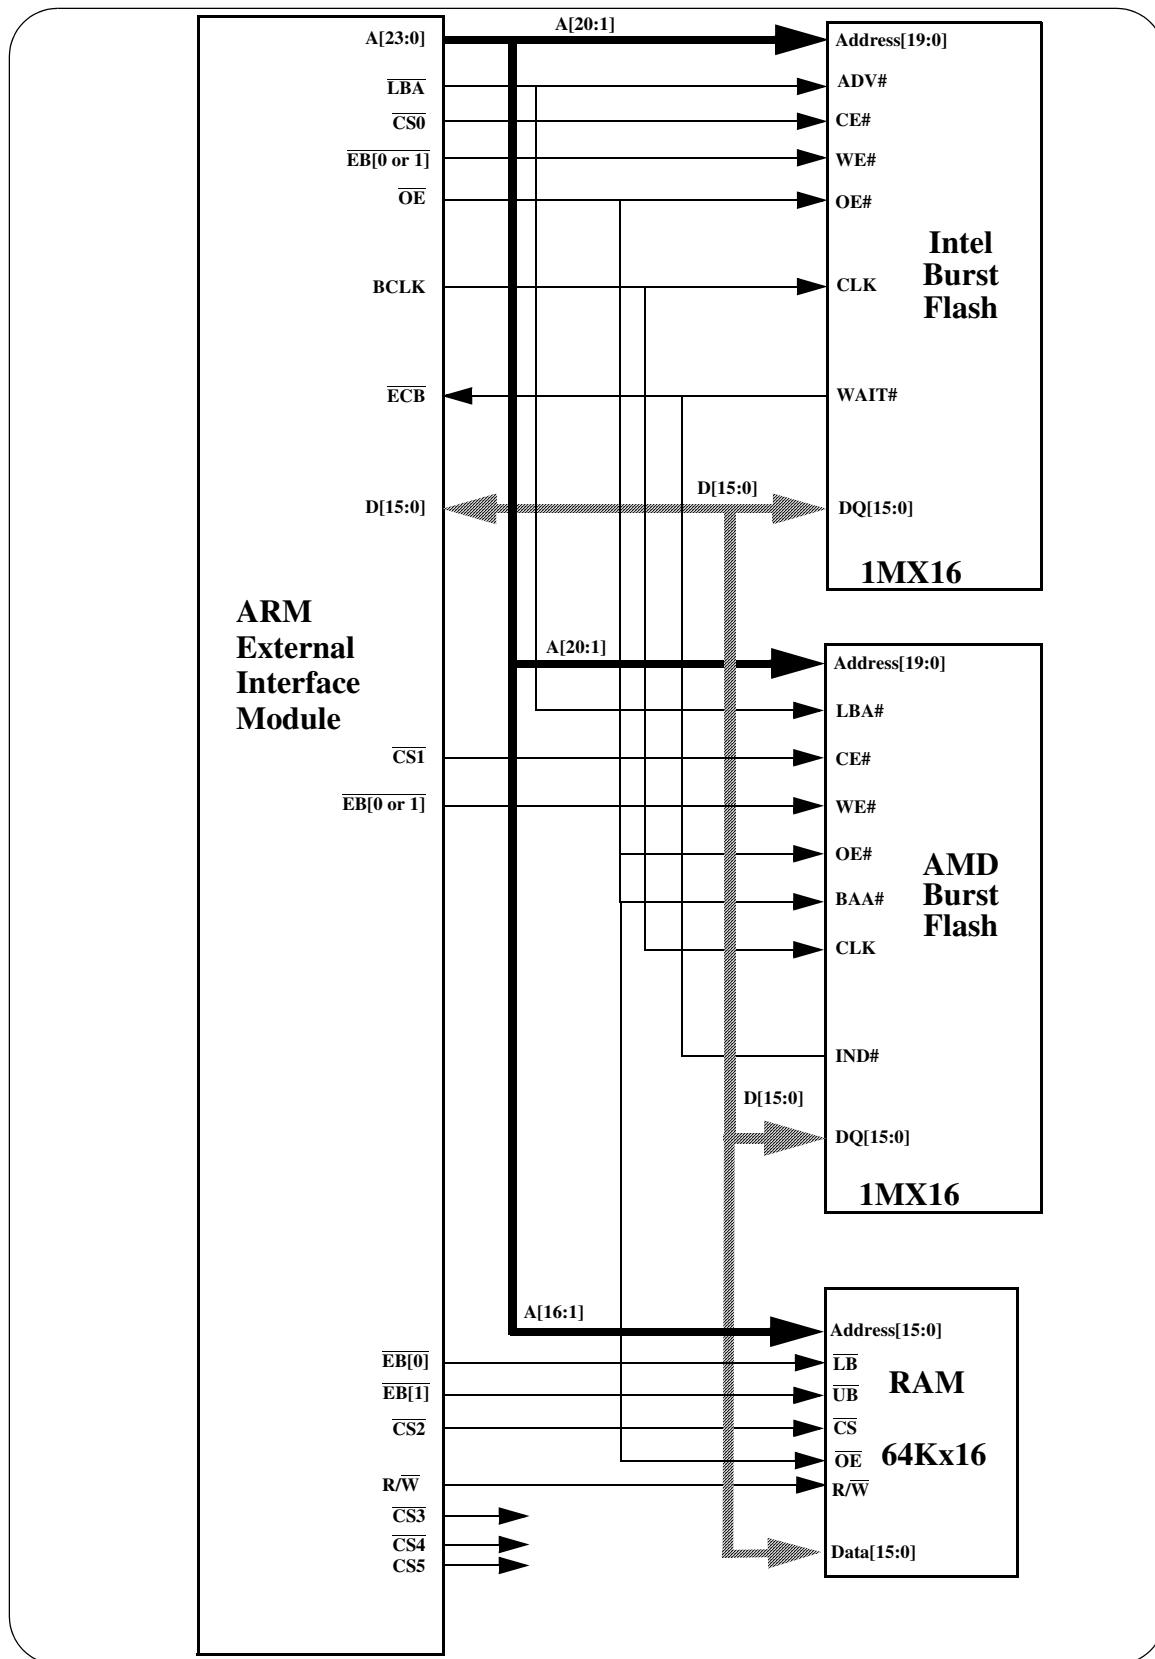 A[20:1]
A[23:0]
Address[19:0]
LBA
ADV#
CS0
CE#
EB[0 or 1]
WE#
OE
OE#
Intel
Burst
Flash
BCLK
CLK
ECB
WAIT#
D[15:0]
D[15:0]
DQ[15:0]
1MX16
ARM
External
Interface
Module
A[20:1]
Address[19:0]
LBA#
CS1
CE#
EB[0 or 1]
WE#
OE#
AMD
Burst
Flash
BAA#
CLK
IND#
D[15:0]
DQ[15:0]
1MX16
A[16:1]
Address[15:0]
EB[0]
LB
RAM
EB[1]
UB
CS2
CS
OE
64Kx16
R/W
R/W
CS3
CS4
CS5
Data[15:0]